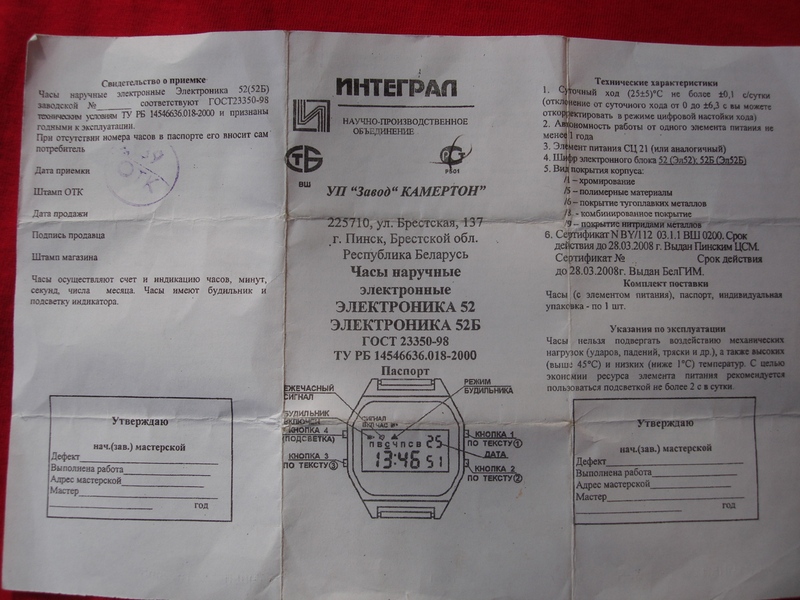 Свидетельство о приемке
Часы наручные электронные Электроника 52(52Б)
заводской №______ соответствуют ГОСТ23350-98
техническим условиям ТУ РБ 14546636.018-2000 и признаны
годными к эксплуатации.
При отсутствии номера часов в паспорте его вносит сам
потребитель
Дата приемки
Штамп ОТК
Дата продажи
Подпись продавца
Штамп магазина
Часы осуществляют счет и индикацию часов, минут,
секунд, числа месяца. Часы имеют будильник и
подсветку индикатора.
Утверждаю
нач.(зав.) мастерской
Дефект
Выполнена работа
Адрес мастерской
Мастер
год
ИНТЕГРАЛ
НАУЧНО-ПРОИЗВОДСТВЕННОЕ
ОБЪЕДИНЕНИЕ
СТБ
ВШ
РБ01
УП "Завод" КАМЕРТОН"
225710, ул. Брестская, 137
г. Пинск, Брестской обл.
Республика Беларусь
Часы наручные
электронные
ЭЛЕКТРОНИКА 52
ЭЛЕКТРОНИКА 52Б
ГОСТ 23350-98
ТУ РБ 14546636.018-2000
Паспорт
ЕЖЕЧАСНЫЙ
СИГНАЛ
РЕЖИМ
БУДИЛЬНИКА
БУДИЛЬНИК
ВКЛЮЧЕН
КНОПКА 4
(ПОДСВЕТКА)
КНОПКА 3
ПО ТЕКСТУ③
СИГНАЛ
ЧАС
П В С Ч П С В 25
13:46 51
КНОПКА 1
ПО ТЕКСТУ①
ДАТА
КНОПКА 2
ПО ТЕКСТУ②
Технические характеристики
1. Суточный ход (25±5)°С не более ±0,1 с/сутки
(отклонение от суточного хода от 0 до ±6,3 с вы можете
откорректировать в режиме цифровой настойки хода)
2. Автономность работы от одного элемента питания не
менее 1 года
3. Элемент питания СЦ 21 (или аналогичный)
4. Шифр электронного блока 52 (Эл52); 52Б (Эл52Б)
5. Вид покрытия корпуса:
/1 – хромирование
/5 – полимерные материалы
/6 – покрытие тугоплавких металлов
/8 - комбинированное покрытие
/9 – покрытие нитридами металлов
6. Сертификат N BY/112 03.1.1 ВШ 0200. Срок
действия до 28.03.2008 г. Выдан Пинским ЦСМ.
Сертификат № Срок действия
до 28.03.2008г. Выдан БелГИМ.
Комплект поставки
Часы (с элементом питания), паспорт, индивидуальная
упаковка - по 1 шт.
Указания по эксплуатации
Часы нельзя подвергать воздействию механических
нагрузок (ударов, падений, тряски и др.), а также высоких
(выше 45°С) и низких (ниже 1°С) температур. С целью
экономии ресурса элемента питания рекомендуется
пользоваться подсветкой не более 2 с в сутки.
Утверждаю
нач.(зав.) мастерской
Дефект
Выполнена работа
Адрес мастерской
Мастер
год